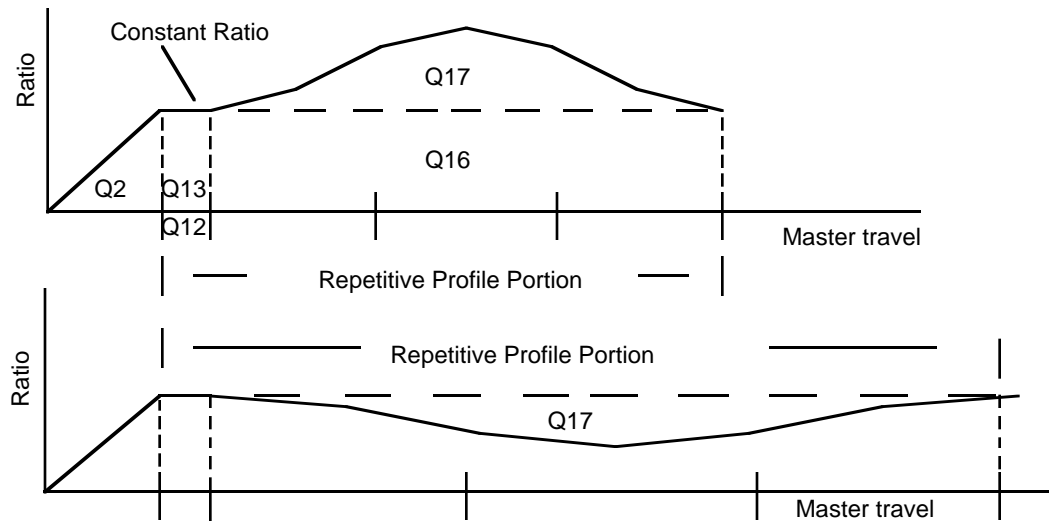 Constant Ratio
Ratio
Q17
Q16
Q2
Q13
Q12
Master travel
Repetitive Profile Portion
Repetitive Profile Portion
Ratio
Q17
Master travel